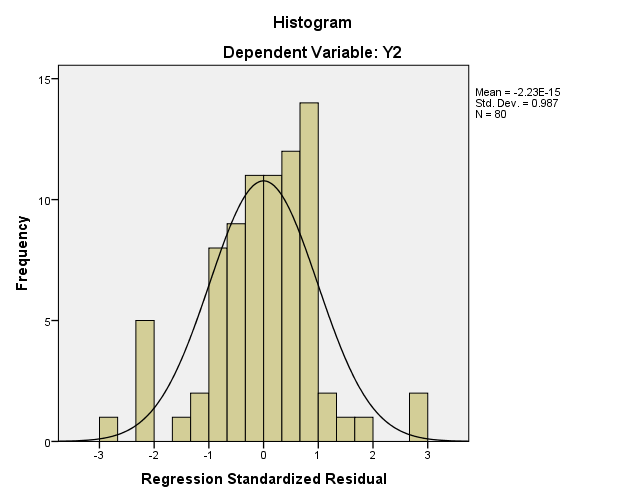 Histogram
Dependent Variable: Y2
Mean = -2.23E-15
Std. Dev. = 0.987
N = 80
Frequency
15
10
5
0
-3 -2 -1 0 1 2 3
Regression Standardized Residual